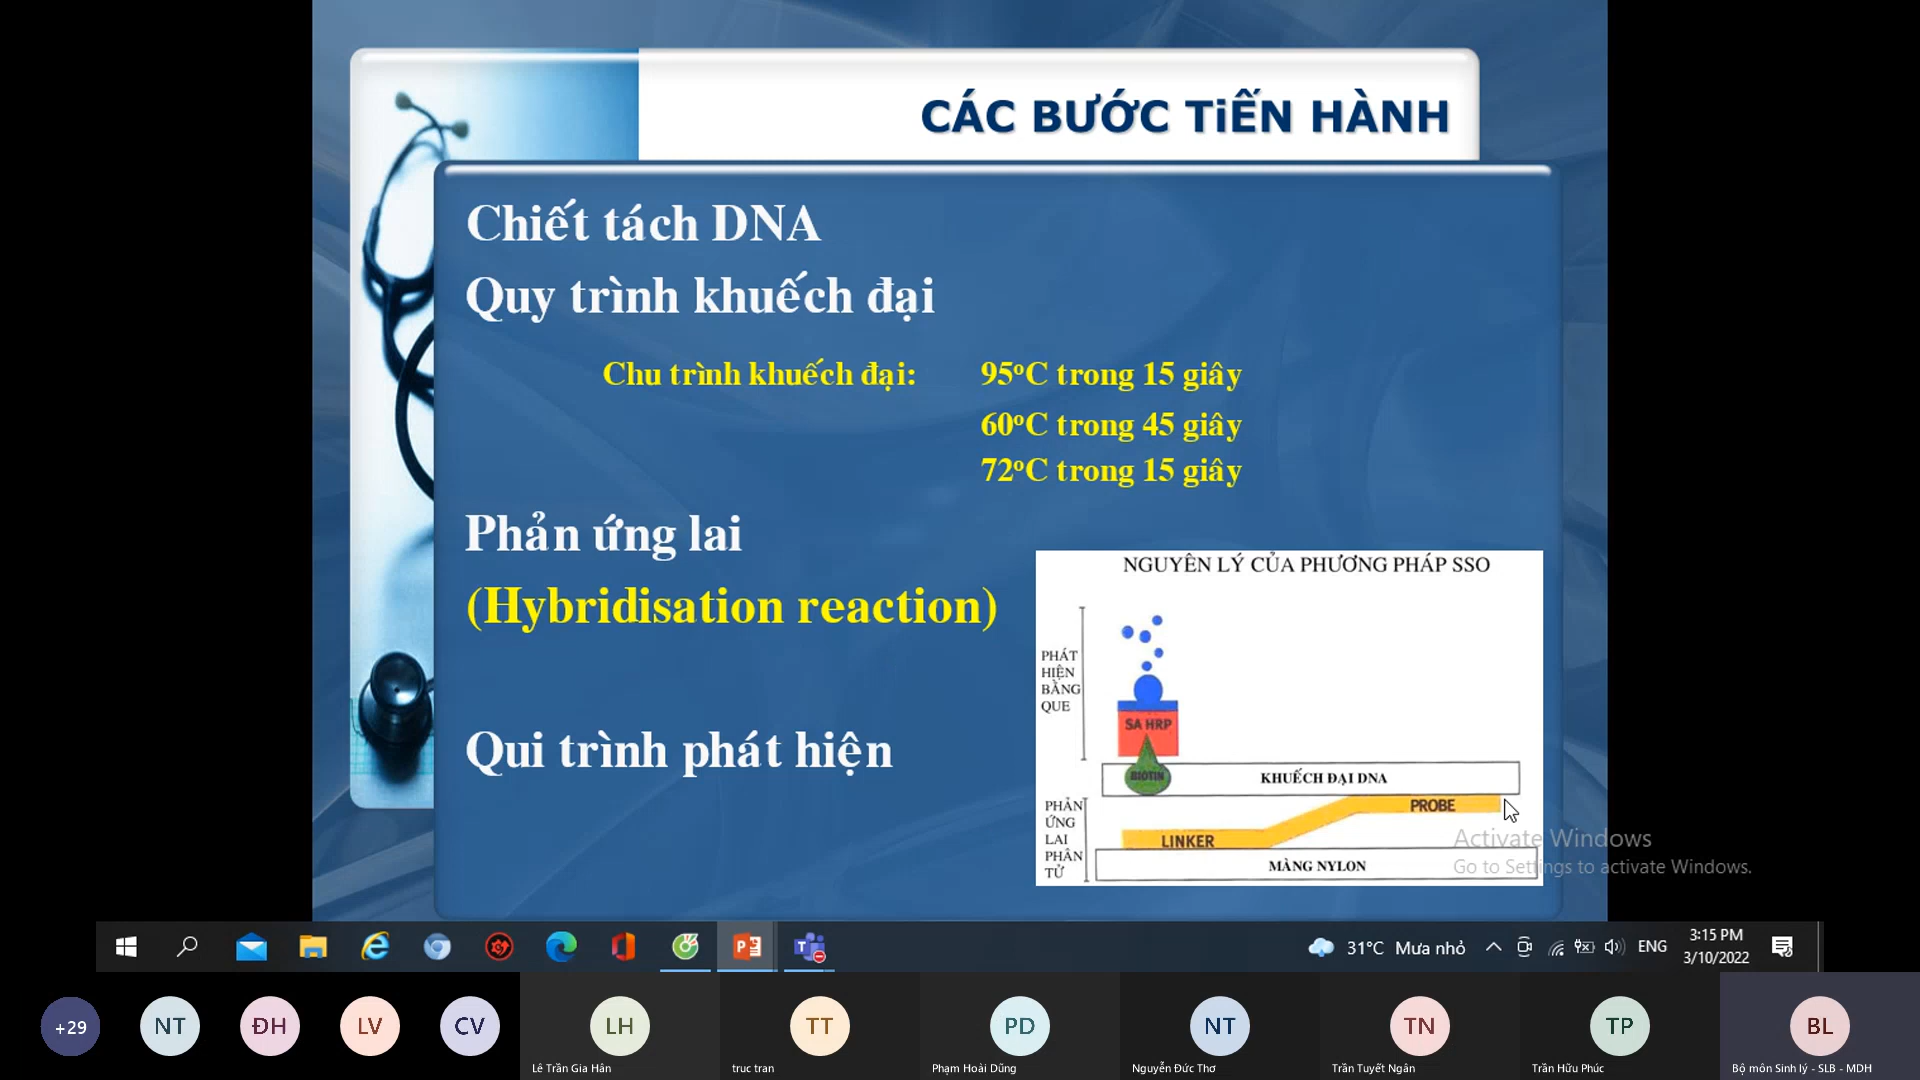 CÁC BƯỚC TiẾN HÀNH
Chiết tách DNA
Quy trình khuếch đại
Chu trình khuếch đại: 95ºC trong 15 giây
60ºC trong 45 giây
72ºC trong 15 giây
Phản ứng lai
(Hybridisation reaction)
Qui trình phát hiện
NGUYÊN LÝ CỦA PHƯƠNG PHÁP SSO
PHÁT
HIỆN
BẰNG
QUE
SA HRP
BIOTIN
KHUẾCH ĐẠI DNA
PHẢN
ỨNG
LAI
PHÂN
TỬ
PROBE
LINKER
MÀNG NYLON
Activate Windows
Go to Settings to activate Windows.
31°C Mưa nhỏ
ENG
3:15 PM
3/10/2022
+29
NT
ĐH
LV
CV
LH
TT
PD
NT
TN
TP
BL
Lê Trần Gia Hân
truc tran
Phạm Hoài Dũng
Nguyễn Đức Thơ
Trần Tuyết Ngân
Trần Hữu Phúc
Bộ môn Sinh lý - SLB - MDH